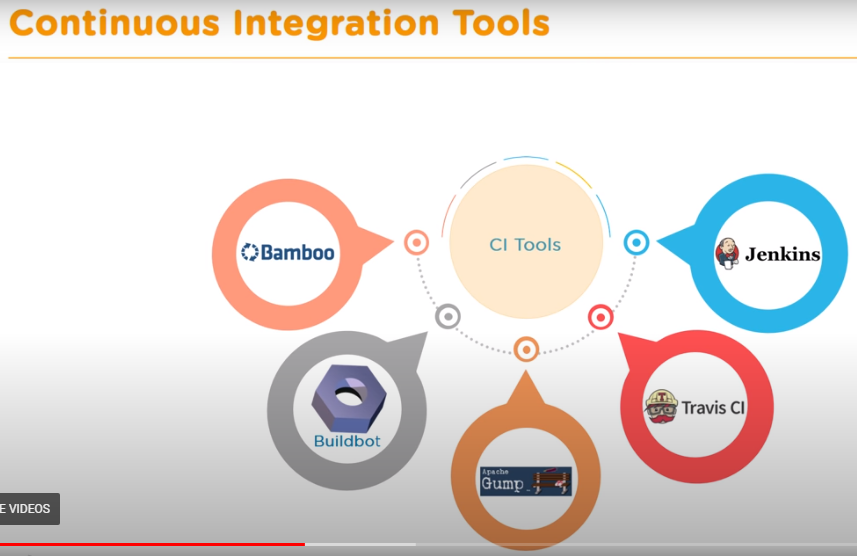 Continuous Integration Tools
CI Tools
Bamboo
Jenkins
Buildbot
Travis CI
Apache
Gump
E VIDEOS